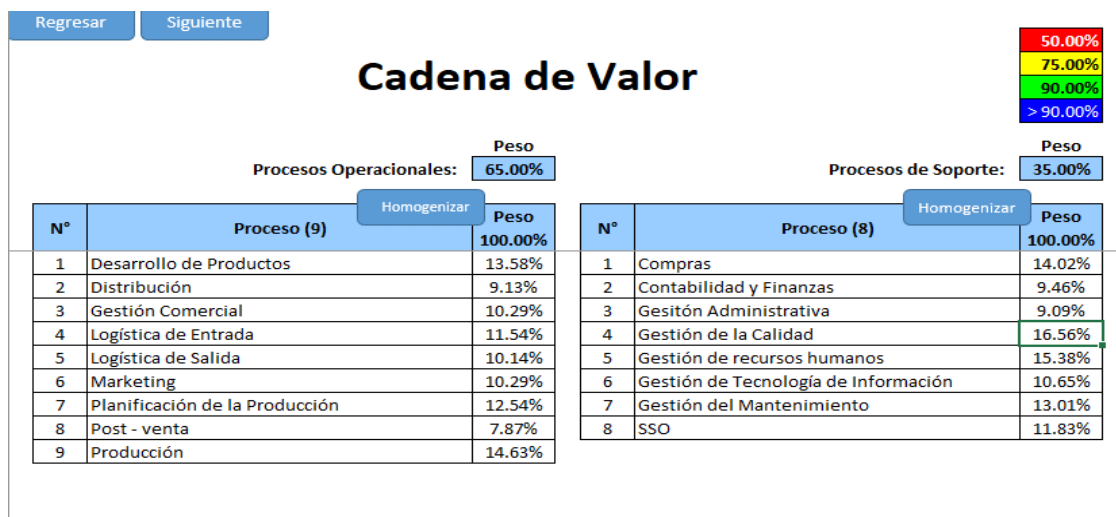 Regresar Siguiente
50.00%
75.00%
90.00%
> 90.00%
Cadena de Valor
Peso
Procesos Operacionales: 65.00%
Peso
Procesos de Soporte: 35.00%
Homogenizar
N° Proceso (9) Peso
100.00%
1 Desarrollo de Productos 13.58%
2 Distribución 9.13%
3 Gestión Comercial 10.29%
4 Logística de Entrada 11.54%
5 Logística de Salida 10.14%
6 Marketing 10.29%
7 Planificación de la Producción 12.54%
8 Post - venta 7.87%
9 Producción 14.63%
Homogenizar
N° Proceso (8) Peso
100.00%
1 Compras 14.02%
2 Contabilidad y Finanzas 9.46%
3 Gesitón Administrativa 9.09%
4 Gestión de la Calidad 16.56%
5 Gestión de recursos humanos 15.38%
6 Gestión de Tecnología de Información 10.65%
7 Gestión del Mantenimiento 13.01%
8 SSO 11.83%